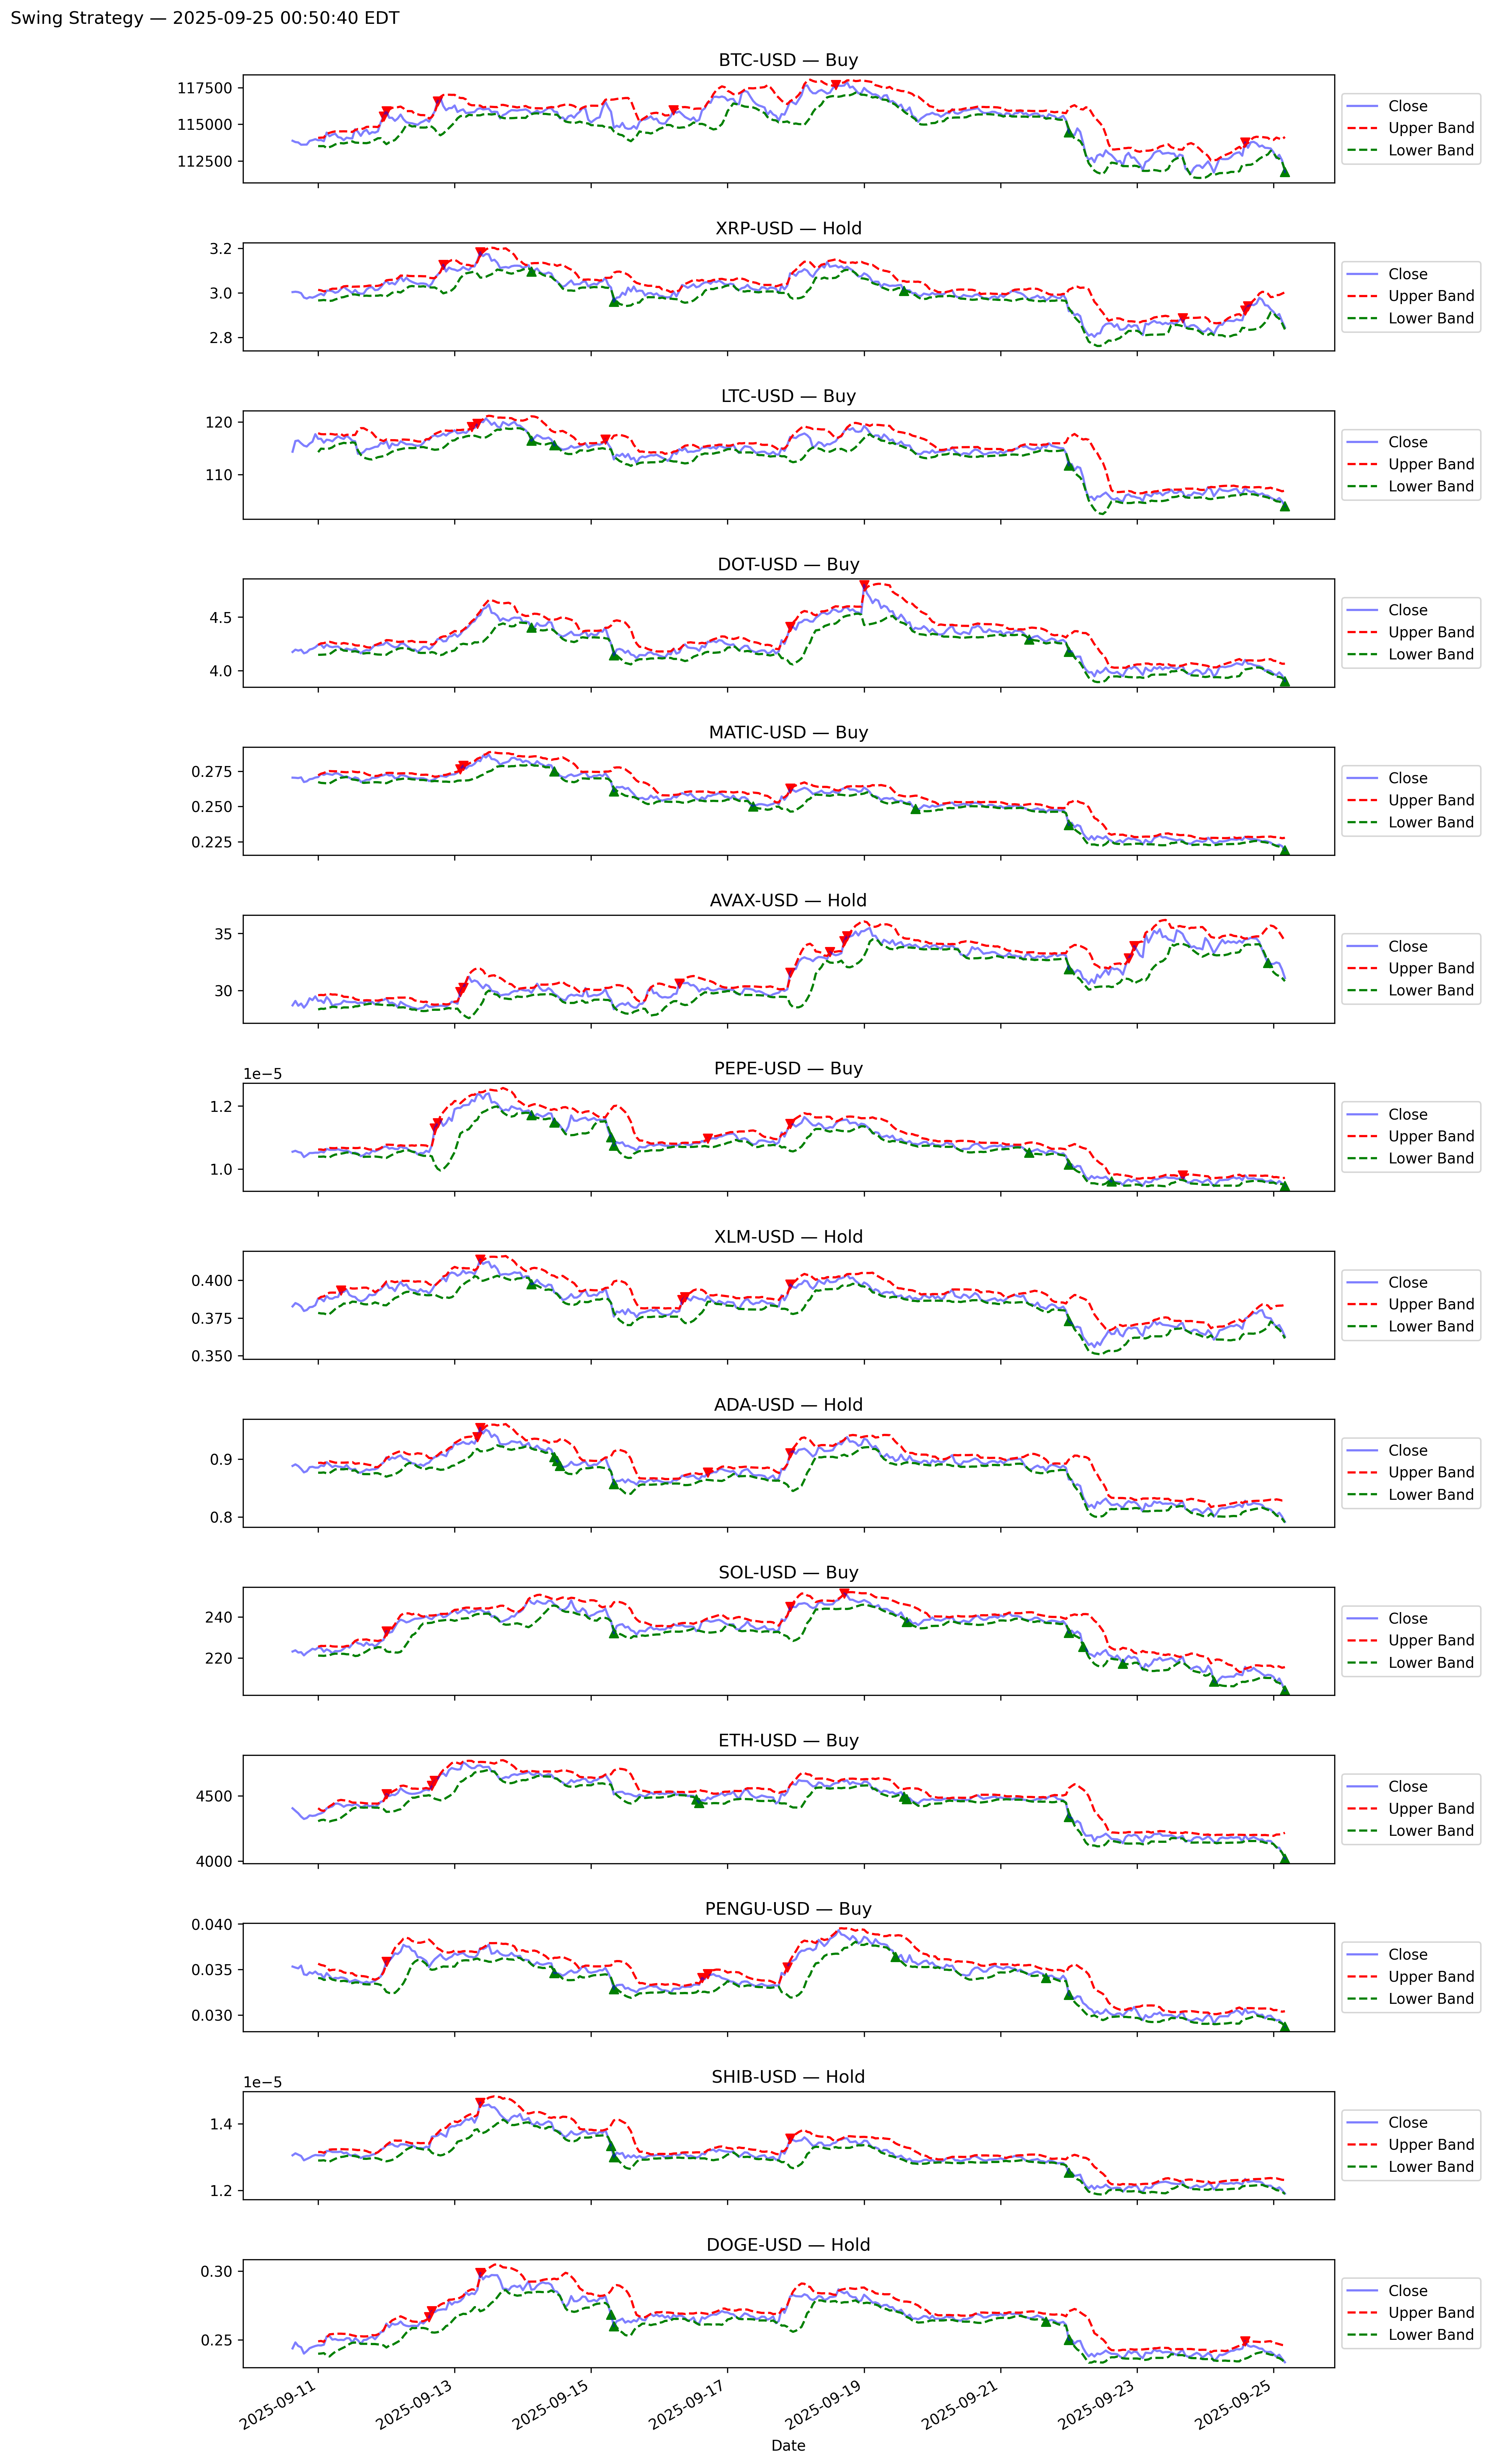 Swing Strategy — 2025-09-25 00:50:40 EDT
BTC-USD — Buy
117500
115000
112500
Close
Upper Band
Lower Band
XRP-USD — Hold
3.2
3.0
2.8
Close
Upper Band
Lower Band
LTC-USD — Buy
120
110
Close
Upper Band
Lower Band
DOT-USD — Buy
4.5
4.0
Close
Upper Band
Lower Band
MATIC-USD — Buy
0.275
0.250
0.225
Close
Upper Band
Lower Band
AVAX-USD — Hold
35
30
Close
Upper Band
Lower Band
PEPE-USD — Buy
1e−5
1.2
1.0
Close
Upper Band
Lower Band
XLM-USD — Hold
0.400
0.375
0.350
Close
Upper Band
Lower Band
ADA-USD — Hold
0.9
0.8
Close
Upper Band
Lower Band
SOL-USD — Buy
240
220
Close
Upper Band
Lower Band
ETH-USD — Buy
4500
4000
Close
Upper Band
Lower Band
PENGU-USD — Buy
0.040
0.035
0.030
Close
Upper Band
Lower Band
SHIB-USD — Hold
1e−5
1.4
1.2
Close
Upper Band
Lower Band
DOGE-USD — Hold
0.30
0.25
Close
Upper Band
Lower Band
2025-09-11
2025-09-13
2025-09-15
2025-09-17
2025-09-19
2025-09-21
2025-09-23
2025-09-25
Date